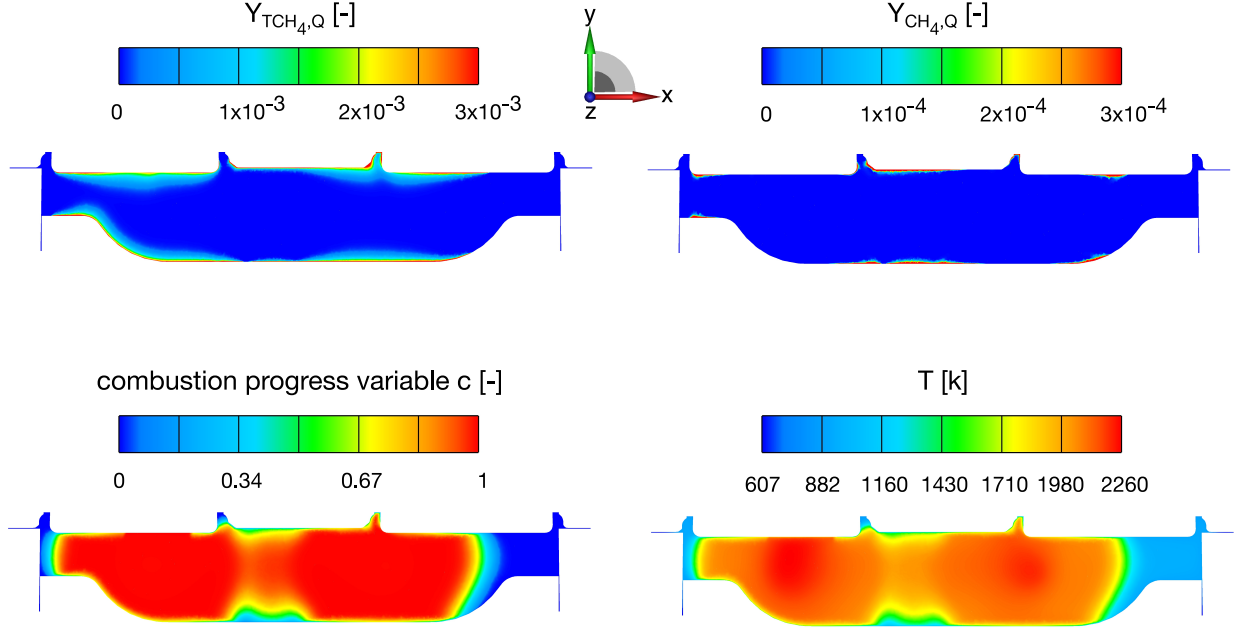 Y_TCH₄,Q [-]
0 1x10⁻³ 2x10⁻³ 3x10⁻³
y
x
z
Y_CH₄,Q [-]
0 1x10⁻⁴ 2x10⁻⁴ 3x10⁻⁴
combustion progress variable c [-]
0 0.34 0.67 1
T [k]
607 882 1160 1430 1710 1980 2260